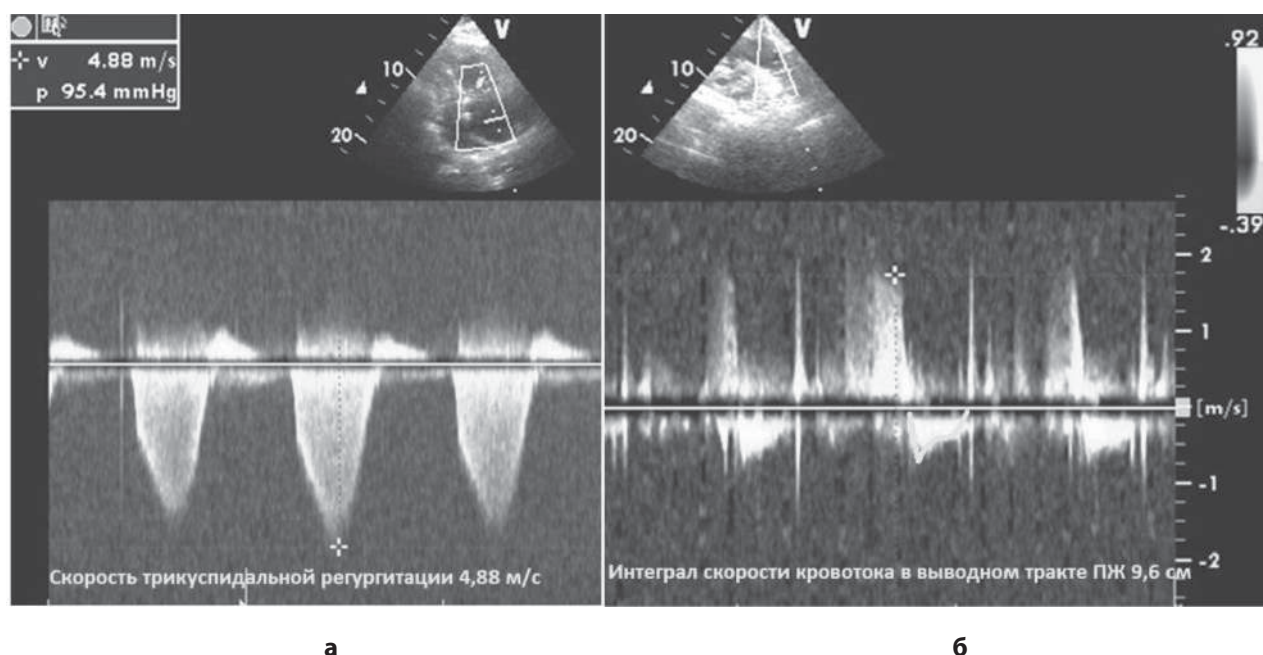 v 4.88 m/s
p 95.4 mmHg
V
10
20
Скорость трикуспидальной регургитации 4,88 м/с
V
10
20
.92
-.39
2
1
[m/s]
-1
-2
Интеграл скорости кровотока в выводном тракте ПЖ 9,6 см
а
б